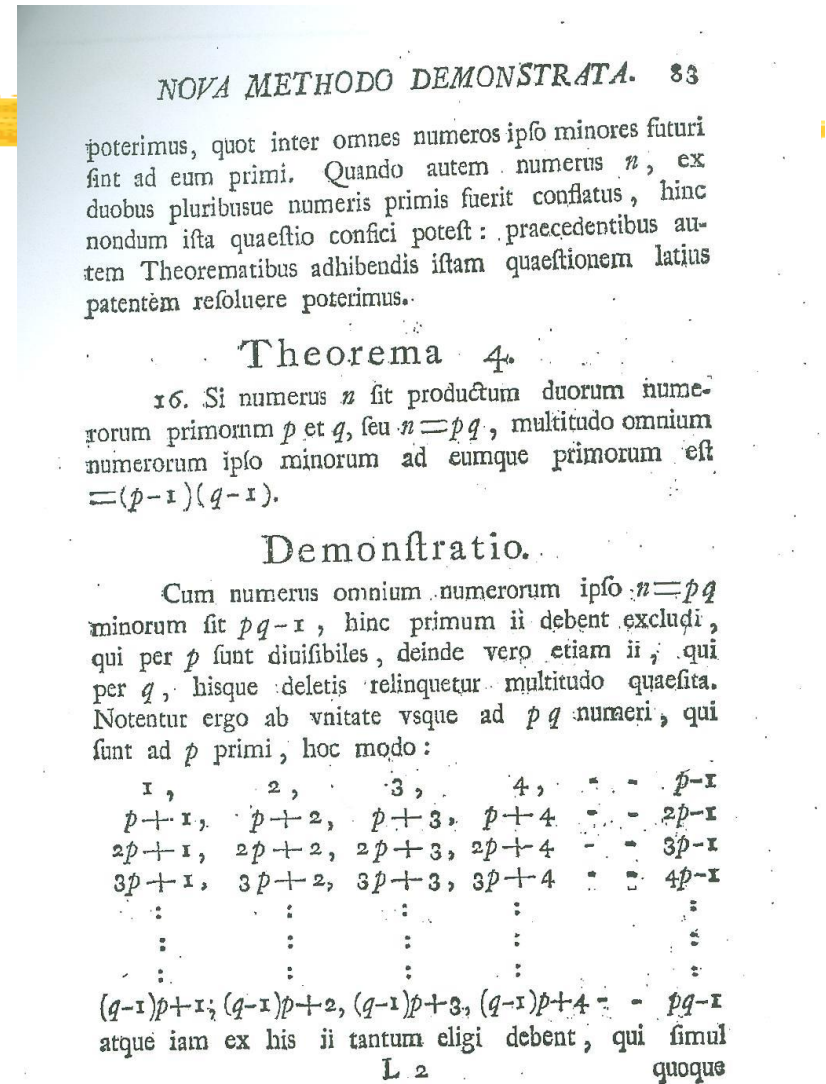 NOVA METHODO DEMONSTRATA. 83
poterimus, quot inter omnes numeros ipſo minores futuri
ſint ad eum primi. Quando autem numerus n, ex
duobus pluribusue numeris primis fuerit conflatus, hinc
nondum iſta quaeſtio confici poteſt: praecedentibus au-
tem Theorematibus adhibendis iſtam quaeſtionem latius
patentem reſoluere poterimus.
Theorema 4.
16. Si numerus n ſit productum duorum nume-
rorum primorum p et q, ſeu n=pq, multitudo omnium
numerorum ipſo minorum ad eumque primorum eſt
=(p-1)(q-1).
Demonſtratio.
Cum numerus omnium numerorum ipſo n=pq
minorum ſit pq-1, hinc primum ii debent excludi,
qui per p ſunt diuiſibiles, deinde vero etiam ii, qui
per q, hisque deletis relinquetur multitudo quaeſita.
Notentur ergo ab vnitate vsque ad pq numeri, qui
ſunt ad p primi, hoc modo:
1, 2, 3, 4, - - p-1
p+1, p+2, p+3, p+4 - - 2p-1
2p+1, 2p+2, 2p+3, 2p+4 - - 3p-1
3p+1, 3p+2, 3p+3, 3p+4 - - 4p-1
: : : : :
: : : : :
: : : : :
(q-1)p+1; (q-1)p+2, (q-1)p+3, (q-1)p+4 - - pq-1
atque iam ex his ii tantum eligi debent, qui ſimul
L 2 quoque